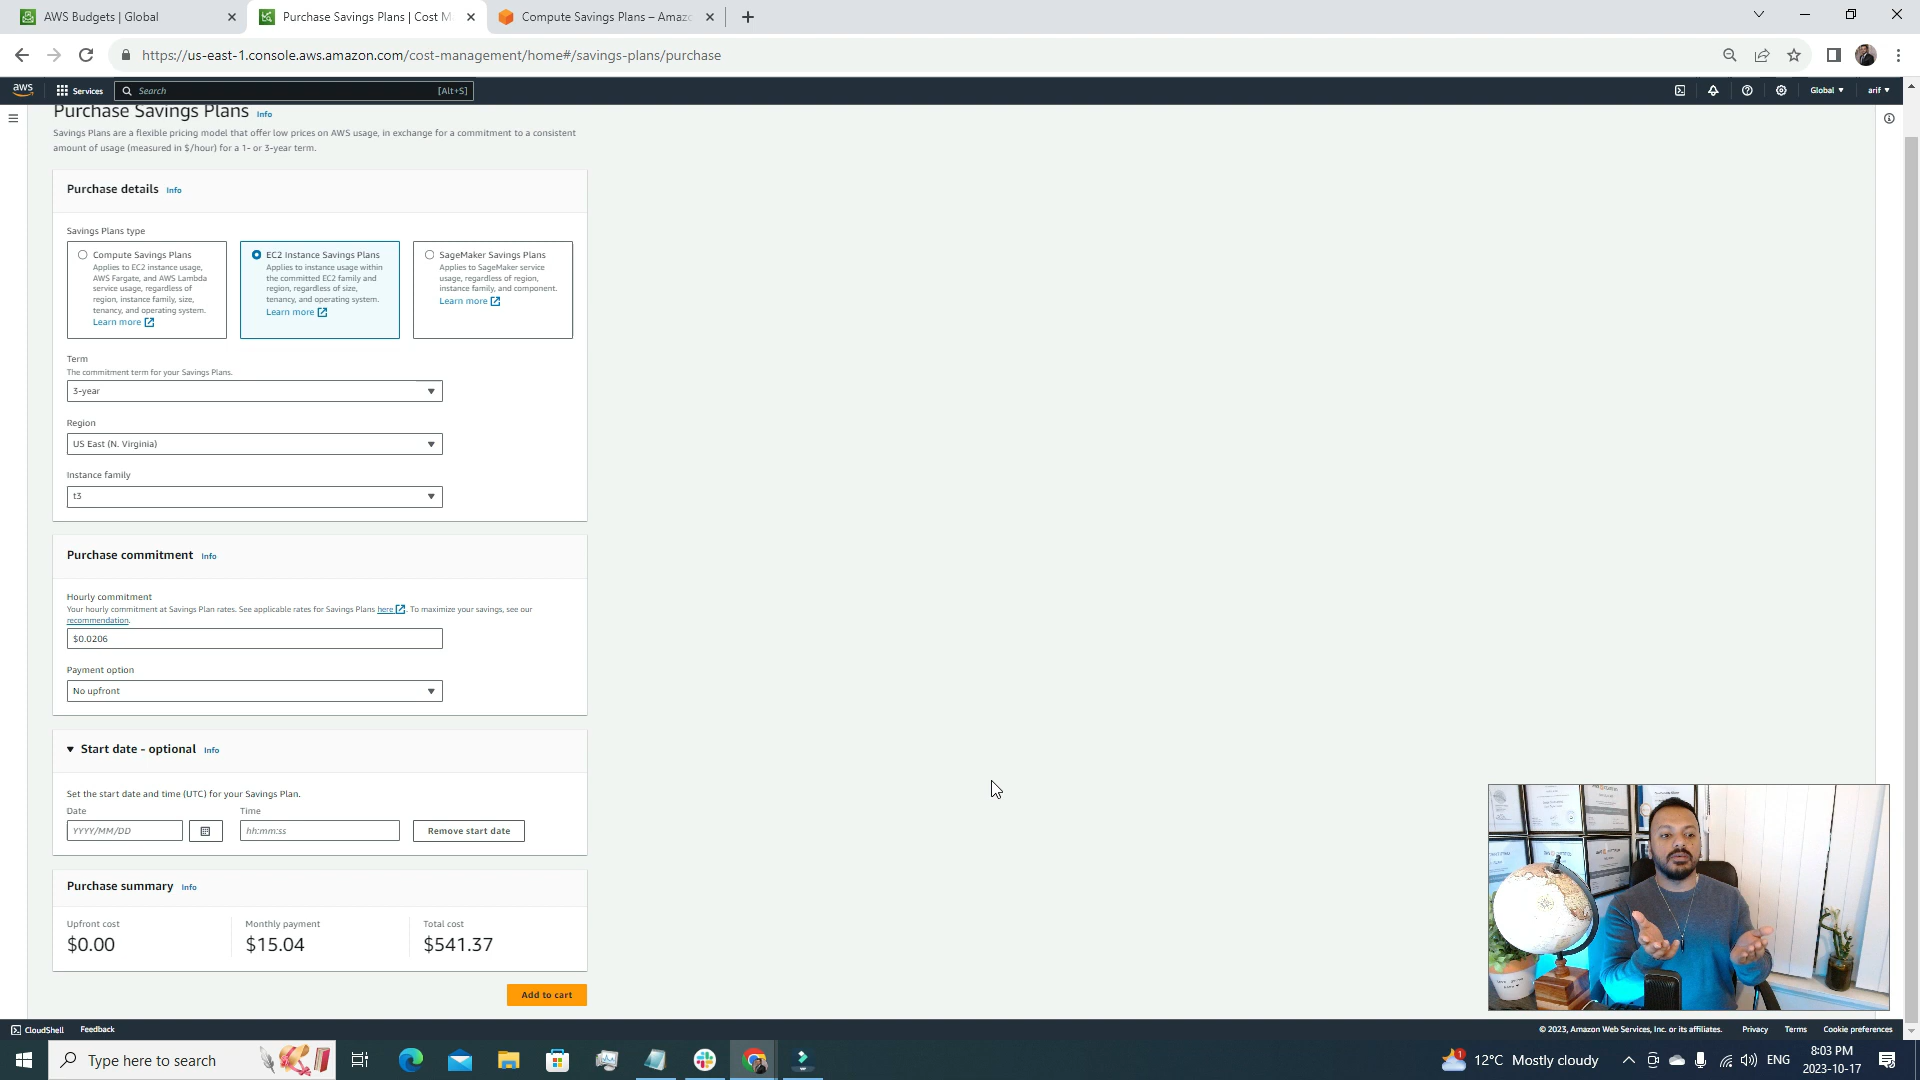 AWS Budgets | Global
Purchase Savings Plans | Cost M
Compute Savings Plans – Amaz
https://us-east-1.console.aws.amazon.com/cost-management/home#/savings-plans/purchase
aws
Services
Search
[Alt+S]
Global
arif
Purchase Savings Plans Info
Savings Plans are a flexible pricing model that offer low prices on AWS usage, in exchange for a commitment to a consistent
amount of usage (measured in $/hour) for a 1- or 3-year term.
Purchase details Info
Savings Plans type
Compute Savings Plans
Applies to EC2 instance usage,
AWS Fargate, and AWS Lambda
service usage, regardless of
region, instance family, size,
tenancy, and operating system.
Learn more
EC2 Instance Savings Plans
Applies to instance usage within
the committed EC2 family and
region, regardless of size,
tenancy, and operating system.
Learn more
SageMaker Savings Plans
Applies to SageMaker service
usage, regardless of region,
instance family, and component.
Learn more
Term
The commitment term for your Savings Plans.
3-year
Region
US East (N. Virginia)
Instance family
t3
Purchase commitment Info
Hourly commitment
Your hourly commitment at Savings Plan rates. See applicable rates for Savings Plans here. To maximize your savings, see our
recommendation.
$0.0206
Payment option
No upfront
Start date - optional Info
Set the start date and time (UTC) for your Savings Plan.
Date
Time
YYYY/MM/DD
hh:mm:ss
Remove start date
Purchase summary Info
Upfront cost
$0.00
Monthly payment
$15.04
Total cost
$541.37
Add to cart
CloudShell
Feedback
© 2023, Amazon Web Services, Inc. or its affiliates.
Privacy
Terms
Cookie preferences
Type here to search
1
12°C Mostly cloudy
ENG
8:03 PM
2023-10-17